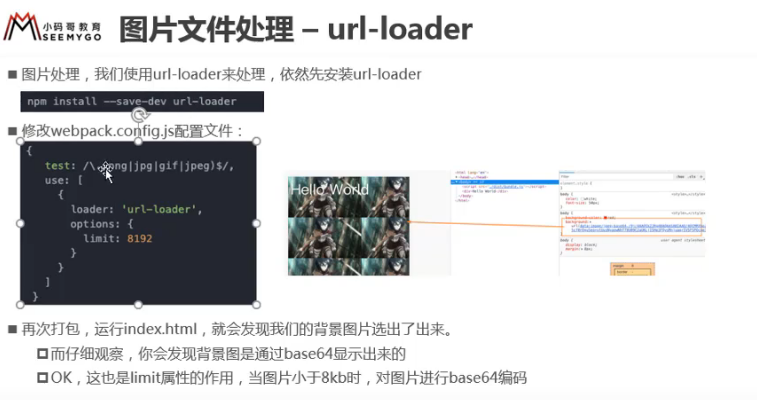 小码哥教育
SEEMYGO
图片文件处理 – url-loader
图片处理，我们使用url-loader来处理，依然先安装url-loader
npm install --save-dev url-loader
修改webpack.config.js配置文件：
{
test: /\.ng|jpg|gif|jpeg)$/,
use: [
{
loader: 'url-loader',
options: {
limit: 8192
}
}
]
}
Hello World
再次打包，运行index.html，就会发现我们的背景图片选出了出来。
而仔细观察，你会发现背景图是通过base64显示出来的
OK，这也是limit属性的作用，当图片小于8kb时，对图片进行base64编码